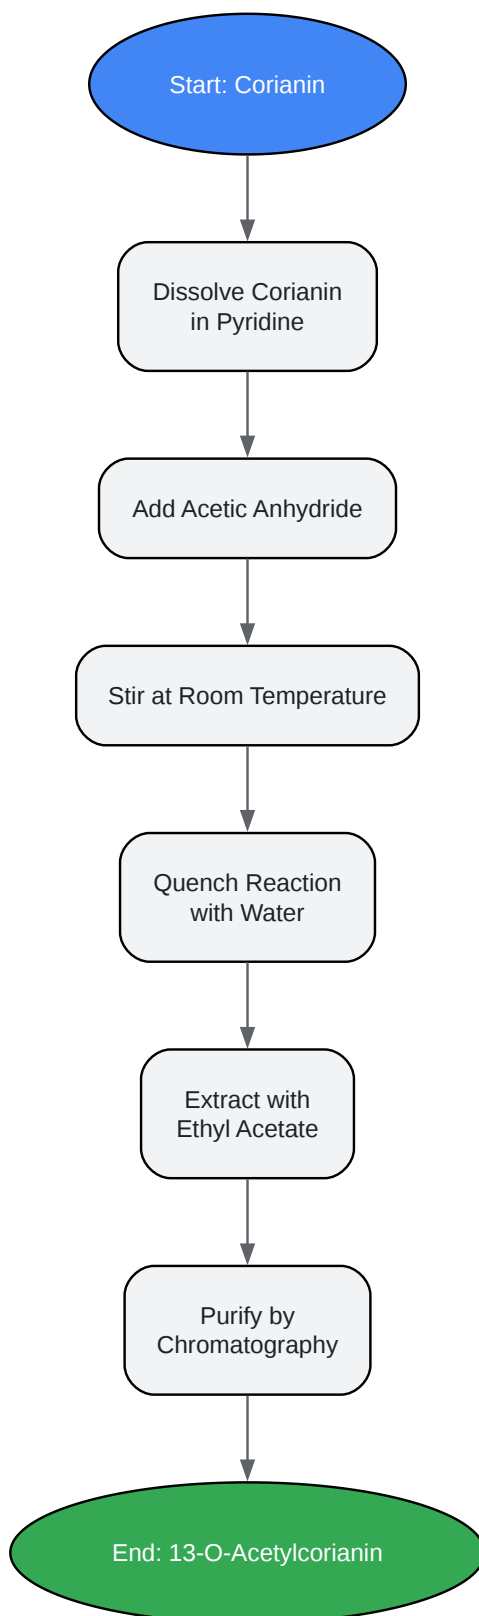 Start: Corianin
Dissolve Corianin
in Pyridine
Add Acetic Anhydride
Stir at Room Temperature
Quench Reaction
with Water
Extract with
Ethyl Acetate
Purify by
Chromatography
End: 13-O-Acetylcorianin